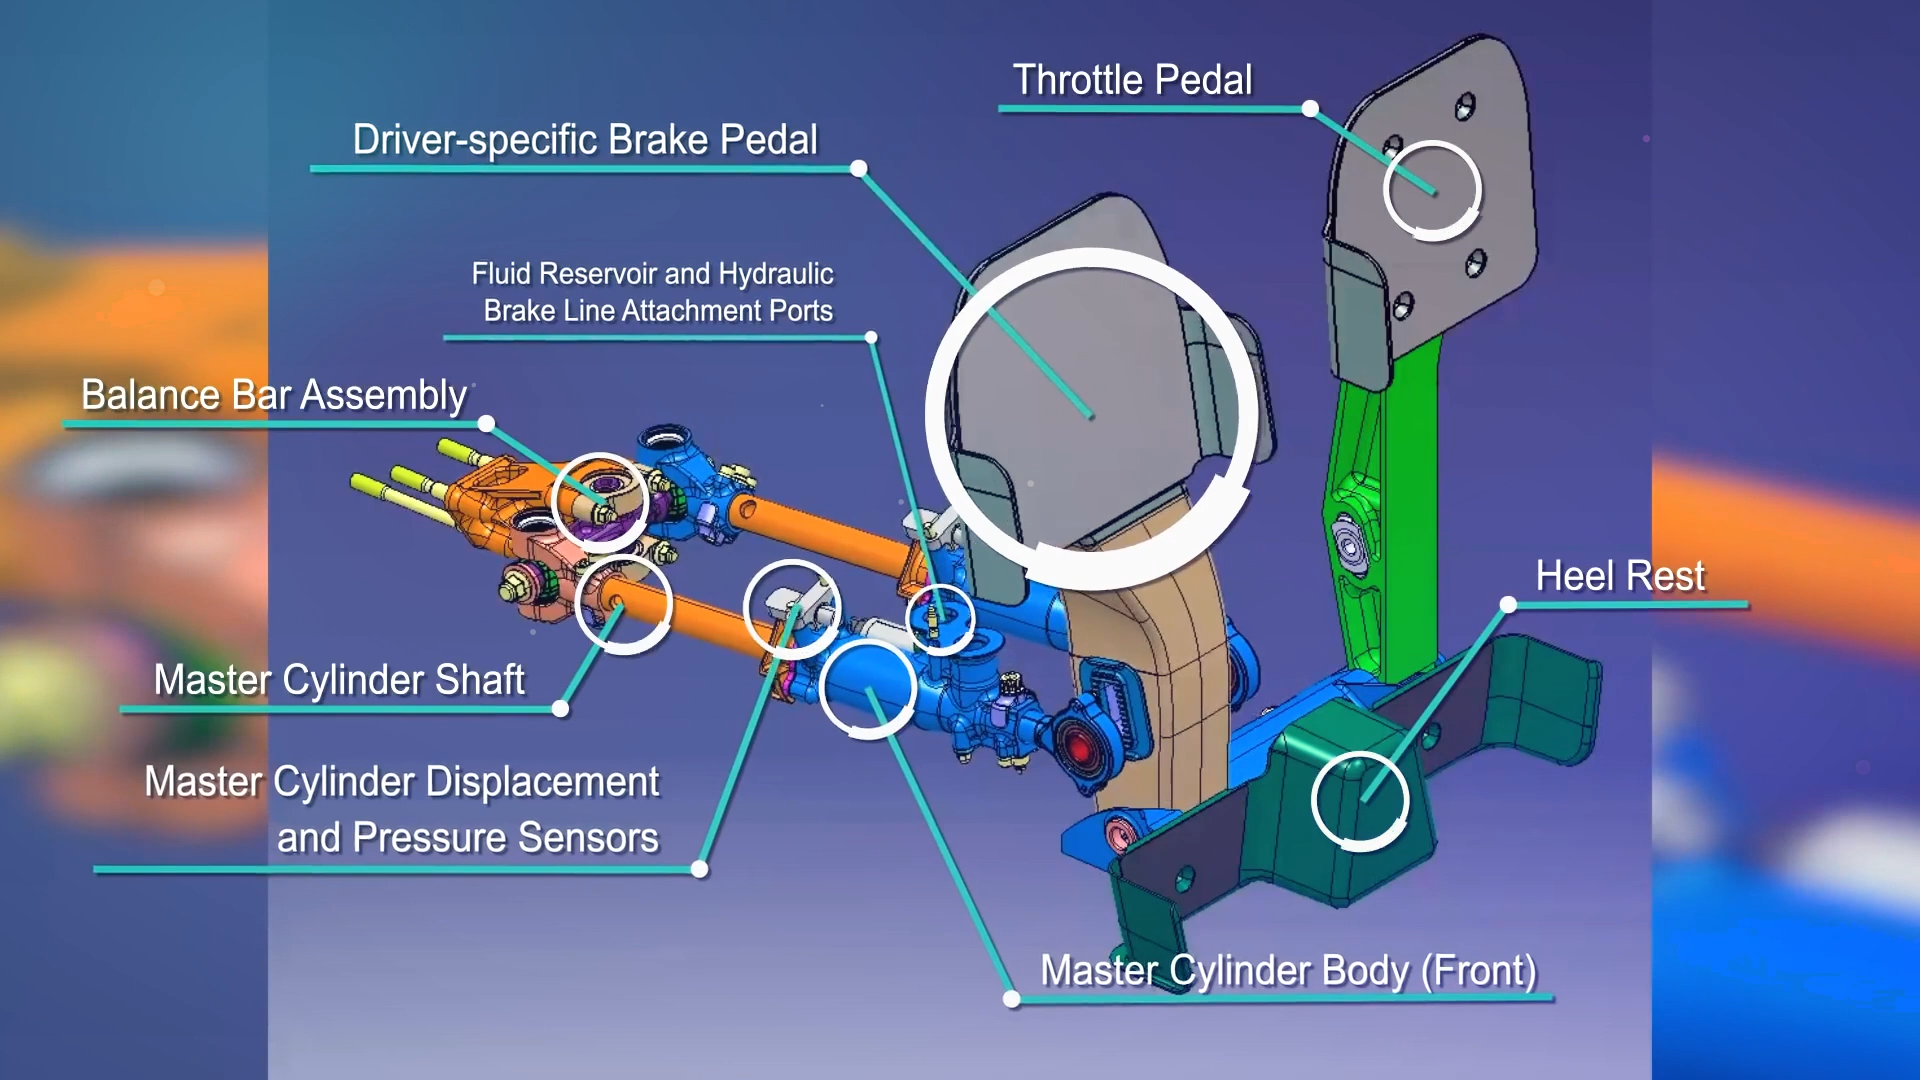 Throttle Pedal
Driver-specific Brake Pedal
Fluid Reservoir and Hydraulic
Brake Line Attachment Ports
Balance Bar Assembly
Heel Rest
Master Cylinder Shaft
Master Cylinder Displacement
and Pressure Sensors
Master Cylinder Body (Front)